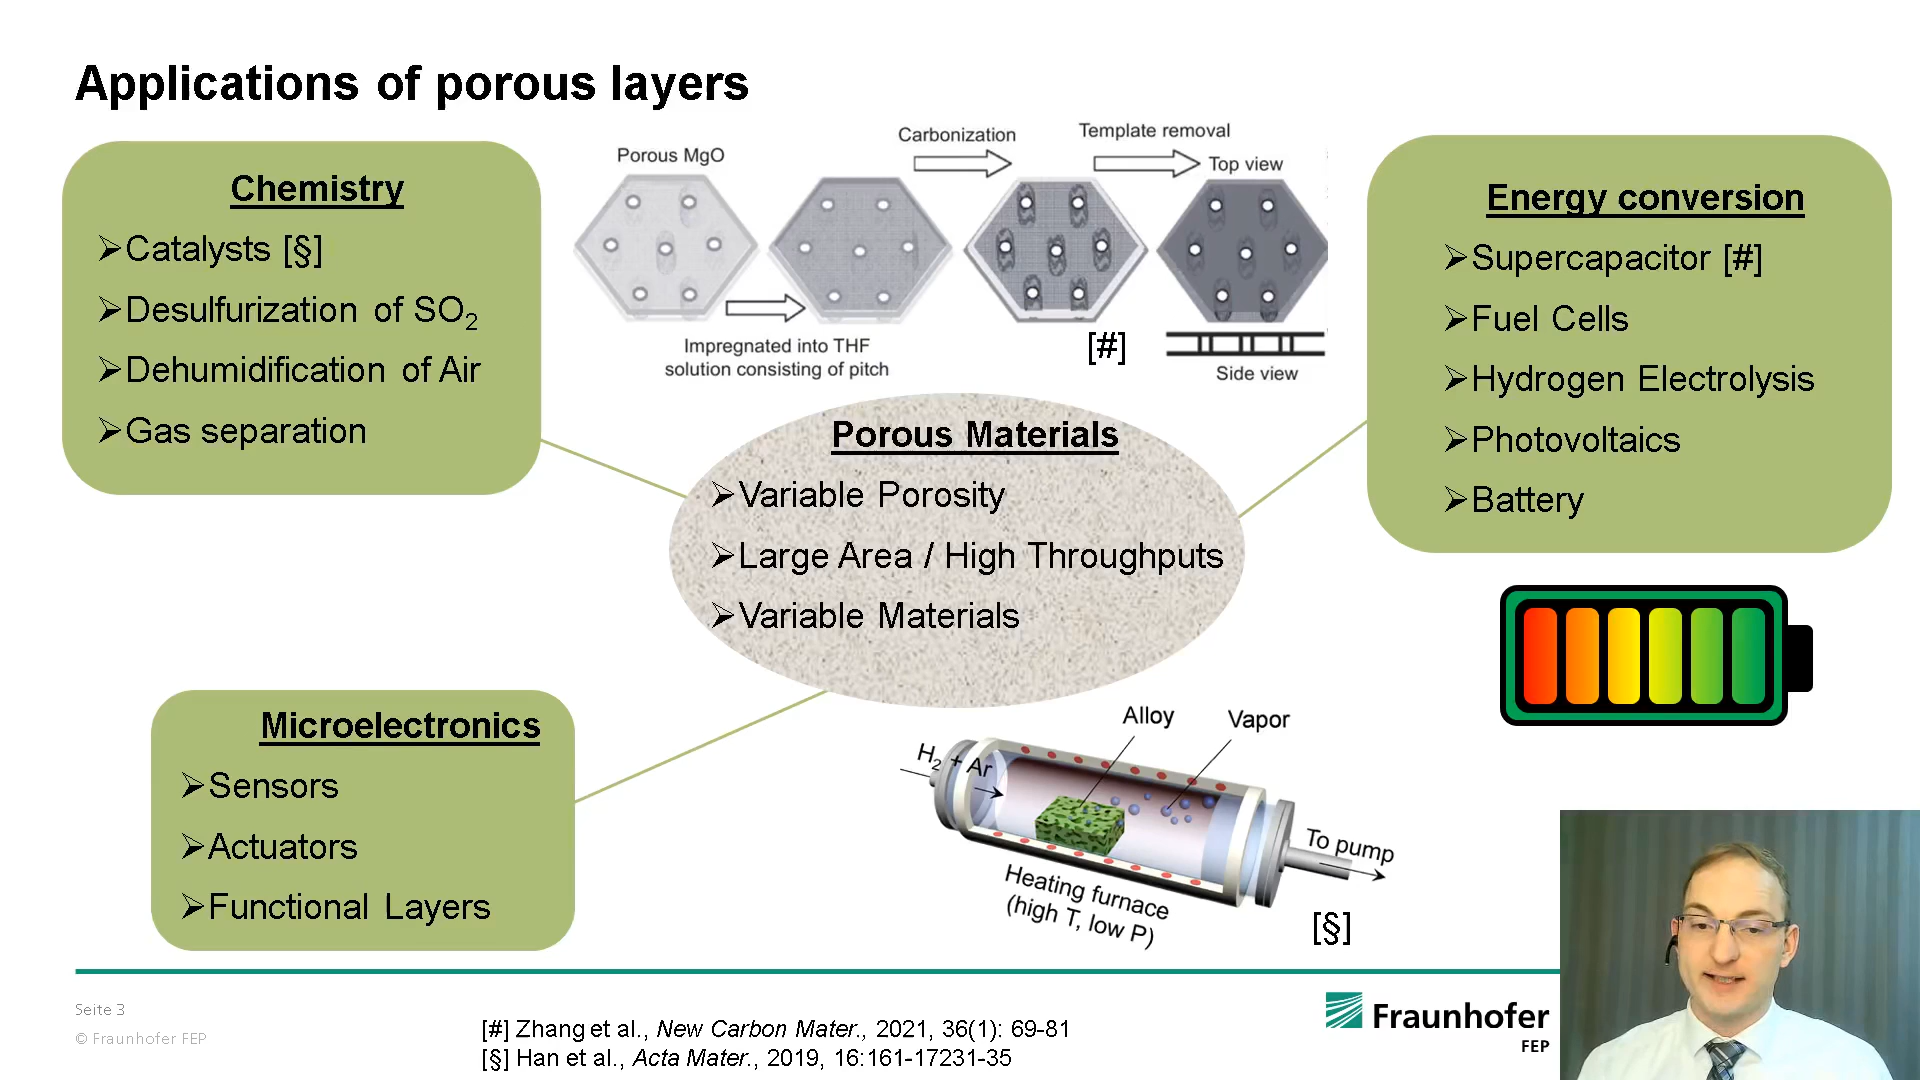 Applications of porous layers
Chemistry
➢Catalysts [§]
➢Desulfurization of SO2
➢Dehumidification of Air
➢Gas separation
Porous MgO
Carbonization
Template removal
Top view
Impregnated into THF
solution consisting of pitch
[#]
Side view
Energy conversion
➢Supercapacitor [#]
➢Fuel Cells
➢Hydrogen Electrolysis
➢Photovoltaics
➢Battery
Porous Materials
➢Variable Porosity
➢Large Area / High Throughputs
➢Variable Materials
Microelectronics
➢Sensors
➢Actuators
➢Functional Layers
Alloy
Vapor
H2 + Ar
To pump
Heating furnace
(high T, low P)
[§]
Seite 3
© Fraunhofer FEP
[#] Zhang et al., New Carbon Mater., 2021, 36(1): 69-81
[§] Han et al., Acta Mater., 2019, 16:161-17231-35
Fraunhofer
FEP